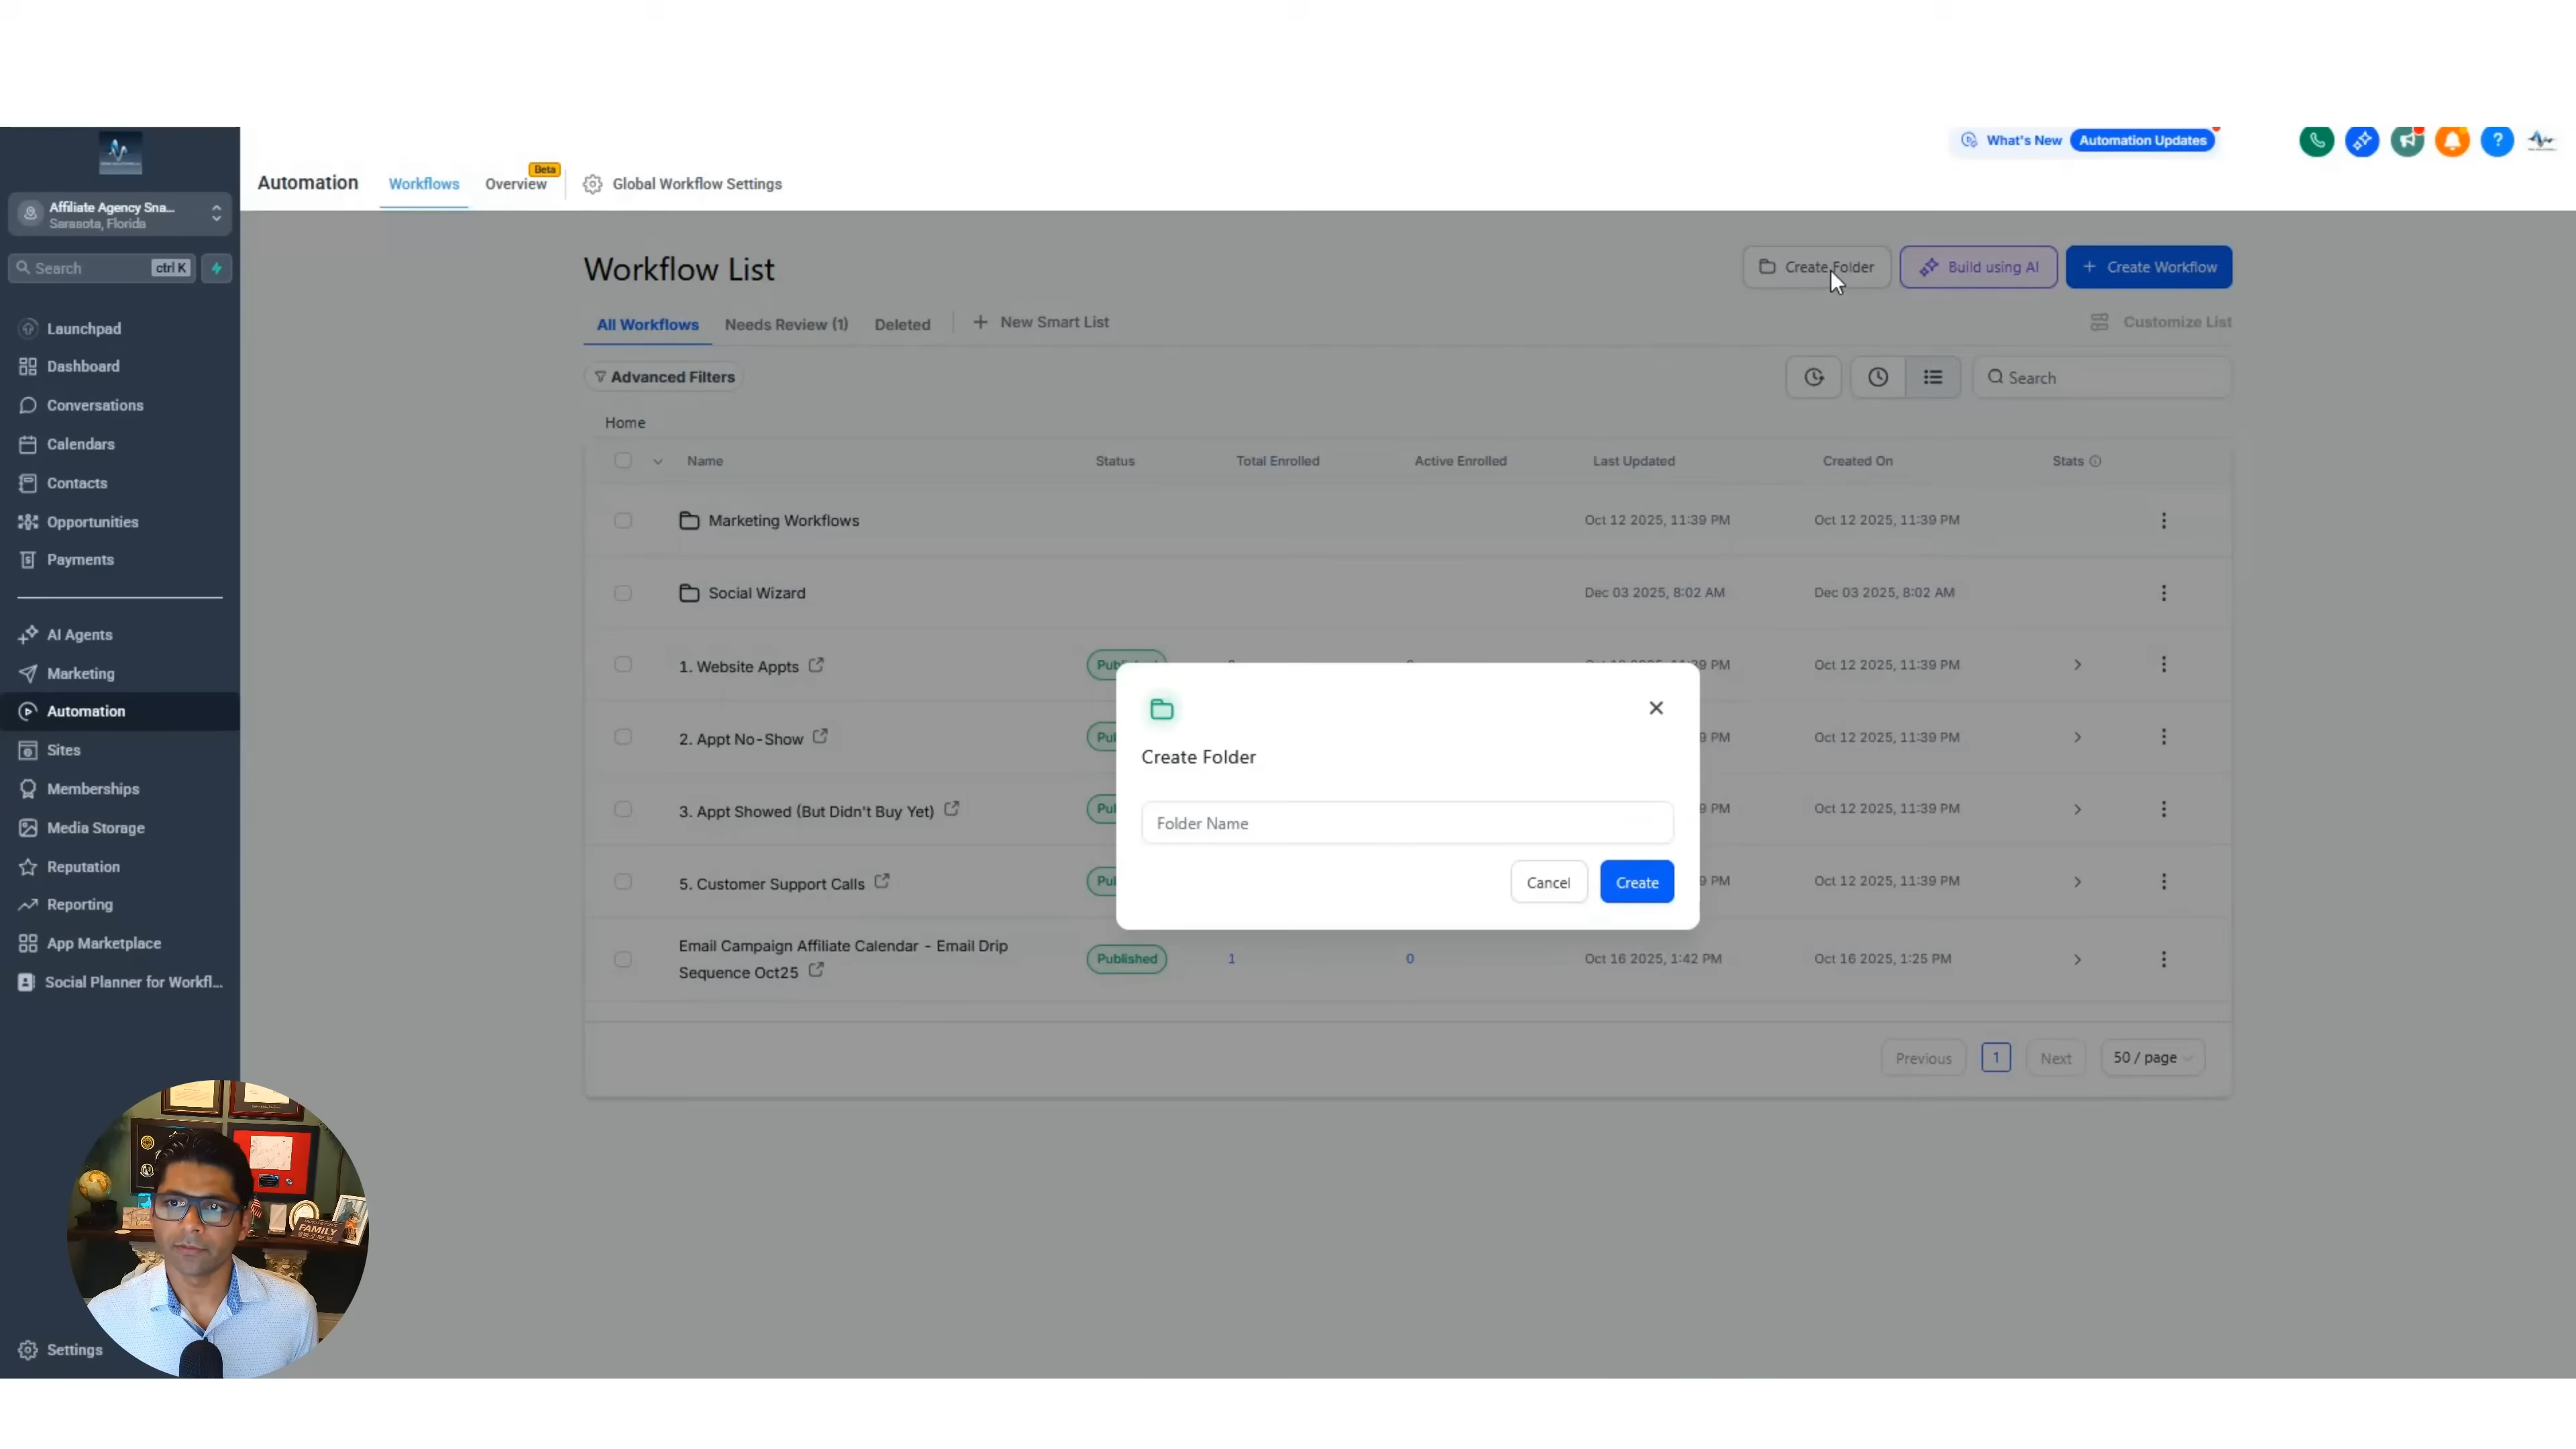 What's New
Automation Updates
Automation
Workflows
Overview
Beta
Global Workflow Settings
Affiliate Agency Sna...
Sarasota, Florida
Search
ctrl K
Launchpad
Dashboard
Conversations
Calendars
Contacts
Opportunities
Payments
AI Agents
Marketing
Automation
Sites
Memberships
Media Storage
Reputation
Reporting
App Marketplace
Social Planner for Workfl...
Settings
Workflow List
Create Folder
Build using AI
+ Create Workflow
All Workflows
Needs Review (1)
Deleted
+ New Smart List
Customize List
Advanced Filters
Search
Home
Name Status Total Enrolled Active Enrolled Last Updated Created On Stats
Marketing Workflows Oct 12 2025, 11:39 PM Oct 12 2025, 11:39 PM
Social Wizard Dec 03 2025, 8:02 AM Dec 03 2025, 8:02 AM
1. Website Appts Oct 12 2025, 11:39 PM
2. Appt No-Show Oct 12 2025, 11:39 PM
3. Appt Showed (But Didn't Buy Yet) Oct 12 2025, 11:39 PM
5. Customer Support Calls Oct 12 2025, 11:39 PM
Email Campaign Affiliate Calendar - Email Drip
Sequence Oct25
Published 1 0 Oct 16 2025, 1:42 PM Oct 16 2025, 1:25 PM
Create Folder
Folder Name
Cancel
Create
Previous
1
Next
50 / page
FAMILY